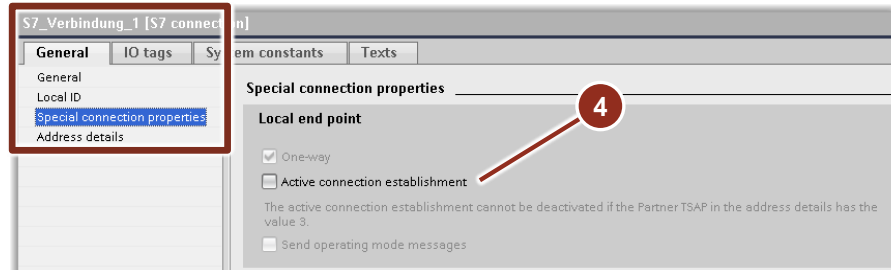 S7_Verbindung_1 [S7 connection]
General IO tags System constants Texts
General
Local ID
Special connection properties
Address details
Special connection properties
Local end point
4
One-way
Active connection establishment
The active connection establishment cannot be deactivated if the Partner TSAP in the address details has the
value 3.
Send operating mode messages